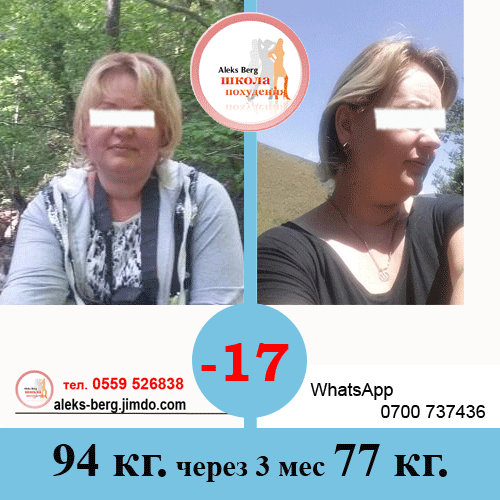 Aleks Berg
школа
похудения
-17
тел. 0559 526838
aleks-berg.jimdo.com
WhatsApp
0700 737436
94 кг. через 3 мес 77 кг.